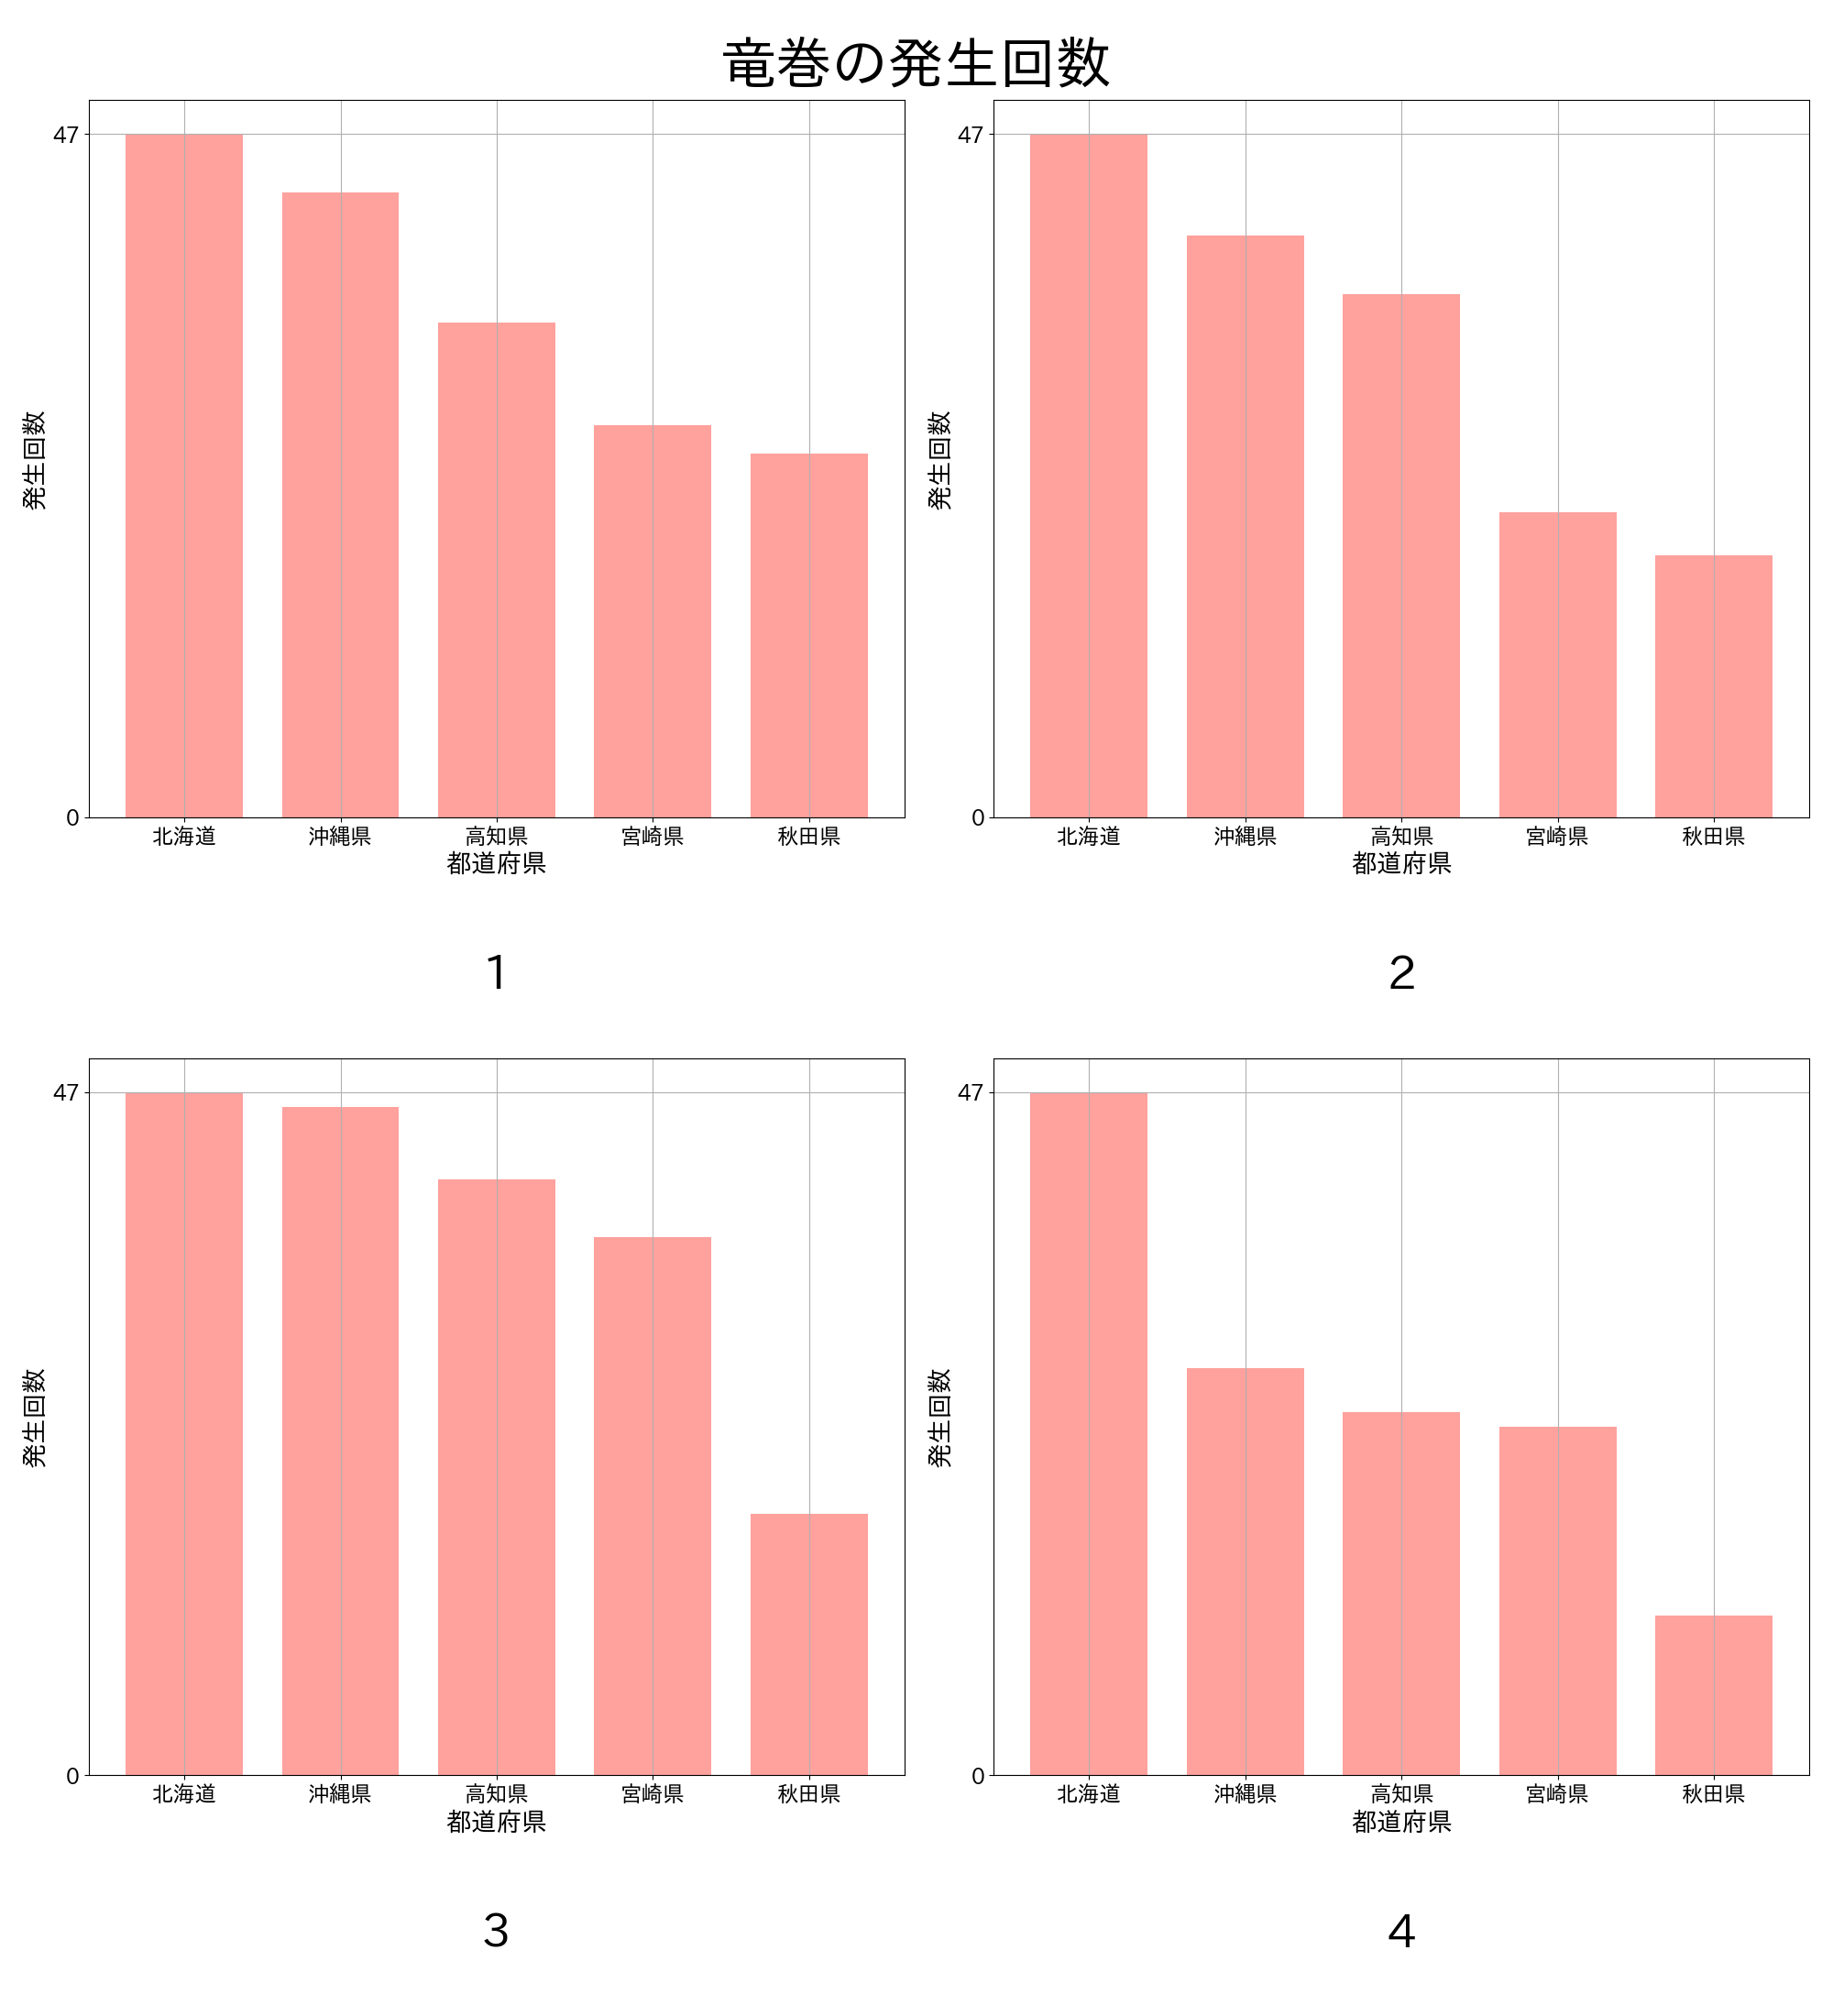 竜巻の発生回数
47
発生回数
0
北海道 沖縄県 高知県 宮崎県 秋田県
都道府県
1
47
発生回数
0
北海道 沖縄県 高知県 宮崎県 秋田県
都道府県
2
47
発生回数
0
北海道 沖縄県 高知県 宮崎県 秋田県
都道府県
3
47
発生回数
0
北海道 沖縄県 高知県 宮崎県 秋田県
都道府県
4